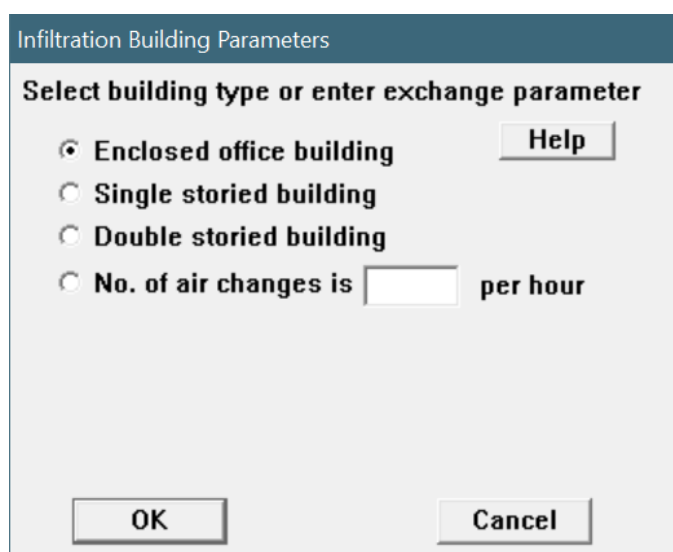 Infiltration Building Parameters
Select building type or enter exchange parameter
Enclosed office building
Help
Single storied building
Double storied building
No. of air changes is per hour
OK
Cancel